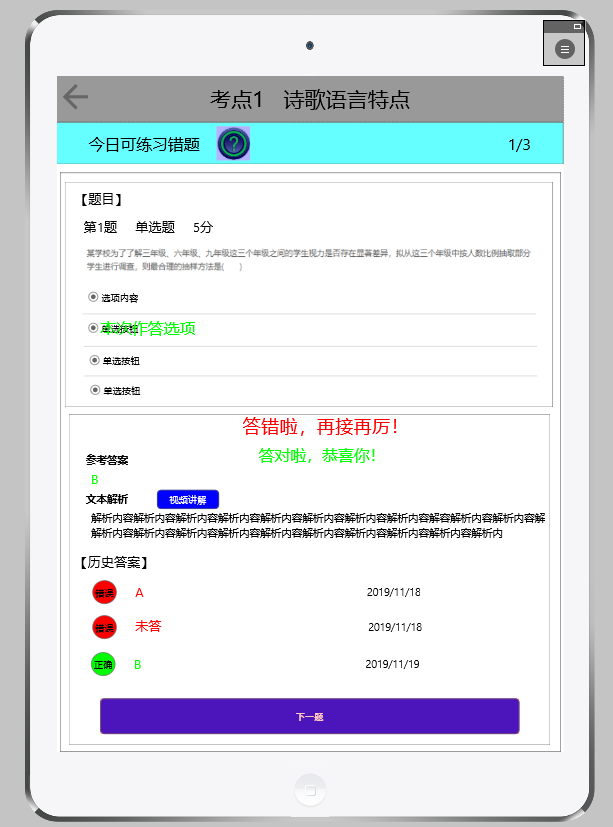 考点1 诗歌语言特点
今日可练习错题
1/3
【题目】
第1题 单选题 5分
某学校为了了解三年级、六年级、九年级这三个年级之间的学生视力是否存在显著差异，拟从这三个年级中按人数比例抽取部分
学生进行调查，则最合理的抽样方法是( )
选项内容
单选按钮
本次作答选项
单选按钮
单选按钮
答错啦，再接再厉！
答对啦，恭喜你！
参考答案
B
文本解析 视频讲解
解析内容解析内容解析内容解析内容解析内容解析内容解析内容解析内容解容解析内容解析内容解
解析内容解析内容解析内容解析内容解析内容解析内容解析内容解析内容解析内容解析内
【历史答案】
错误 A 2019/11/18
错误 未答 2019/11/18
正确 B 2019/11/19
下一题